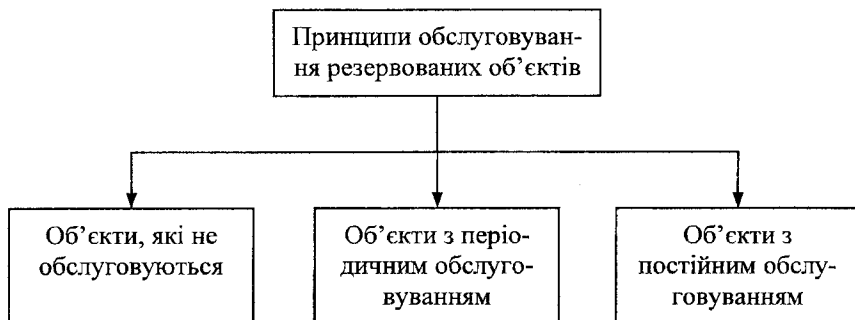 Принципи обслуговуван-
ня резервованих об’єктів
Об’єкти, які не
обслуговуються
Об’єкти з періо-
дичним обслуго-
вуванням
Об’єкти з
постійним обслу-
говуванням